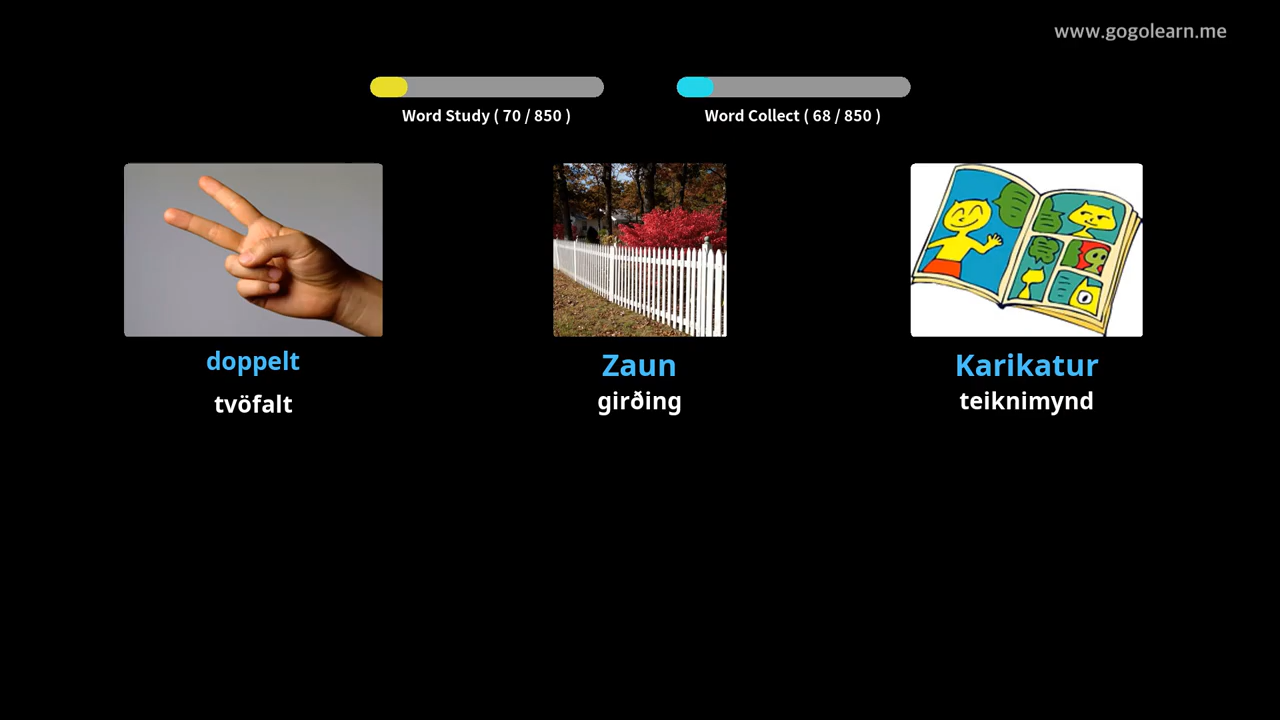 www.gogolearn.me
Word Study ( 70 / 850 )
Word Collect ( 68 / 850 )
doppelt
tvöfalt
Zaun
girðing
Karikatur
teiknimynd